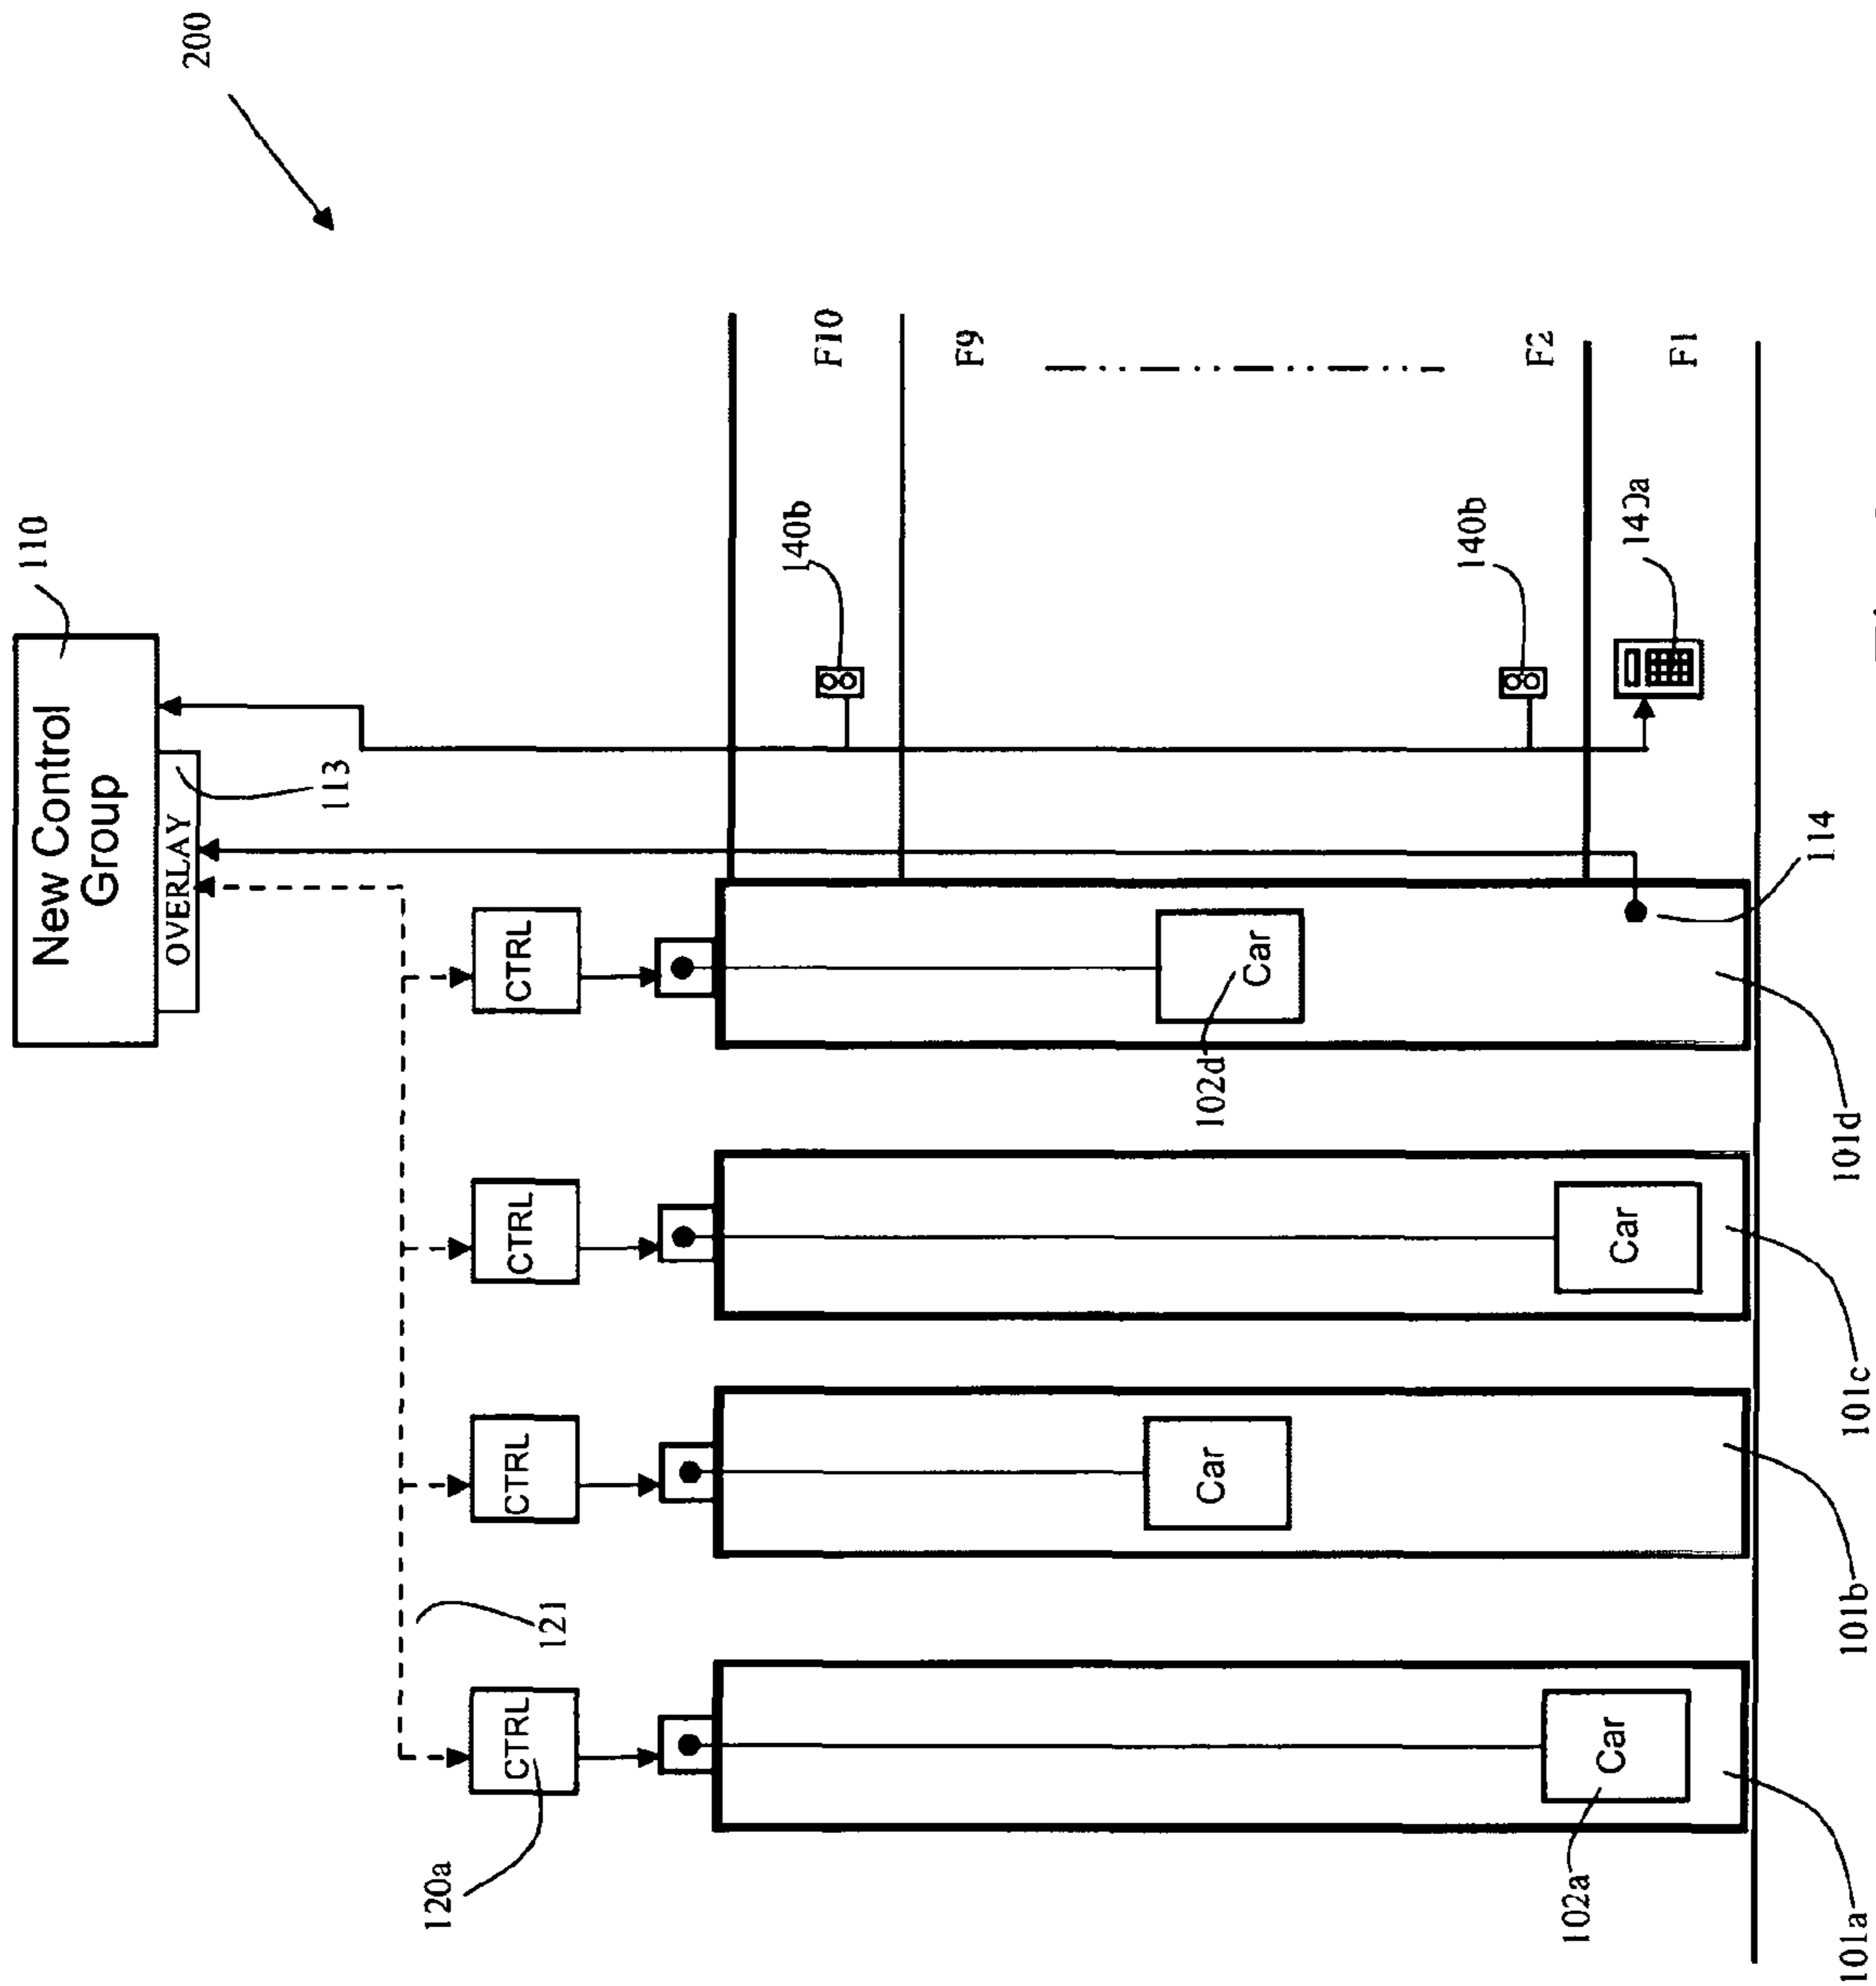 200
New Control
Group
110
OVERLAY
113
121
120a
CTRL
CTRL
CTRL
CTRL
F10
140b
F9
102d
Car
Car
F2
140b
F1
140a
Car
Car
102a
114
101a
101b
101c
101d